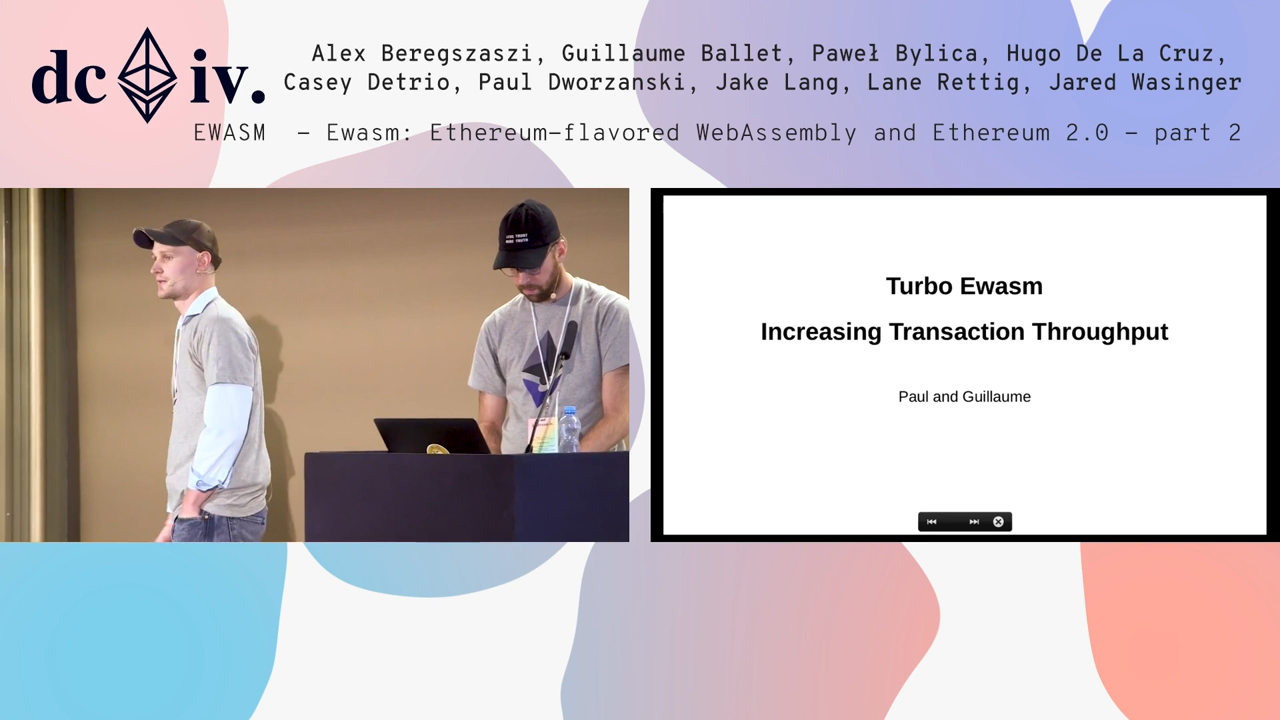 dc iv.
Alex Beregszaszi, Guillaume Ballet, Paweł Bylica, Hugo De La Cruz,
Casey Detrio, Paul Dworzanski, Jake Lang, Lane Rettig, Jared Wasinger
EWASM - Ewasm: Ethereum-flavored WebAssembly and Ethereum 2.0 - part 2
Turbo Ewasm
Increasing Transaction Throughput
Paul and Guillaume